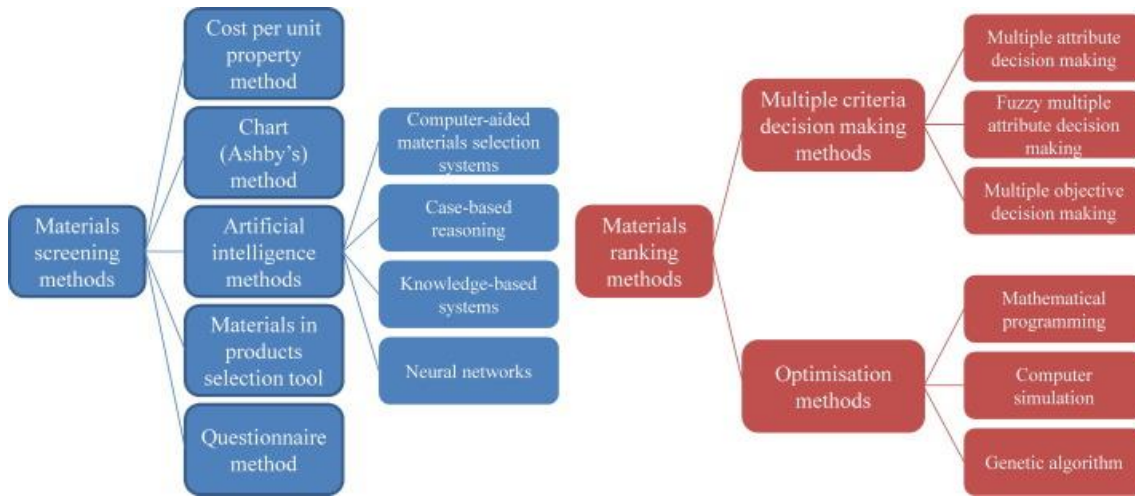 Materials
screening
methods
Cost per unit
property
method
Chart
(Ashby's)
method
Artificial
intelligence
methods
Materials in
products
selection tool
Questionnaire
method
Computer-aided
materials selection
systems
Case-based
reasoning
Knowledge-based
systems
Neural networks
Materials
ranking
methods
Multiple criteria
decision making
methods
Optimisation
methods
Multiple attribute
decision making
Fuzzy multiple
attribute decision
making
Multiple objective
decision making
Mathematical
programming
Computer
simulation
Genetic algorithm